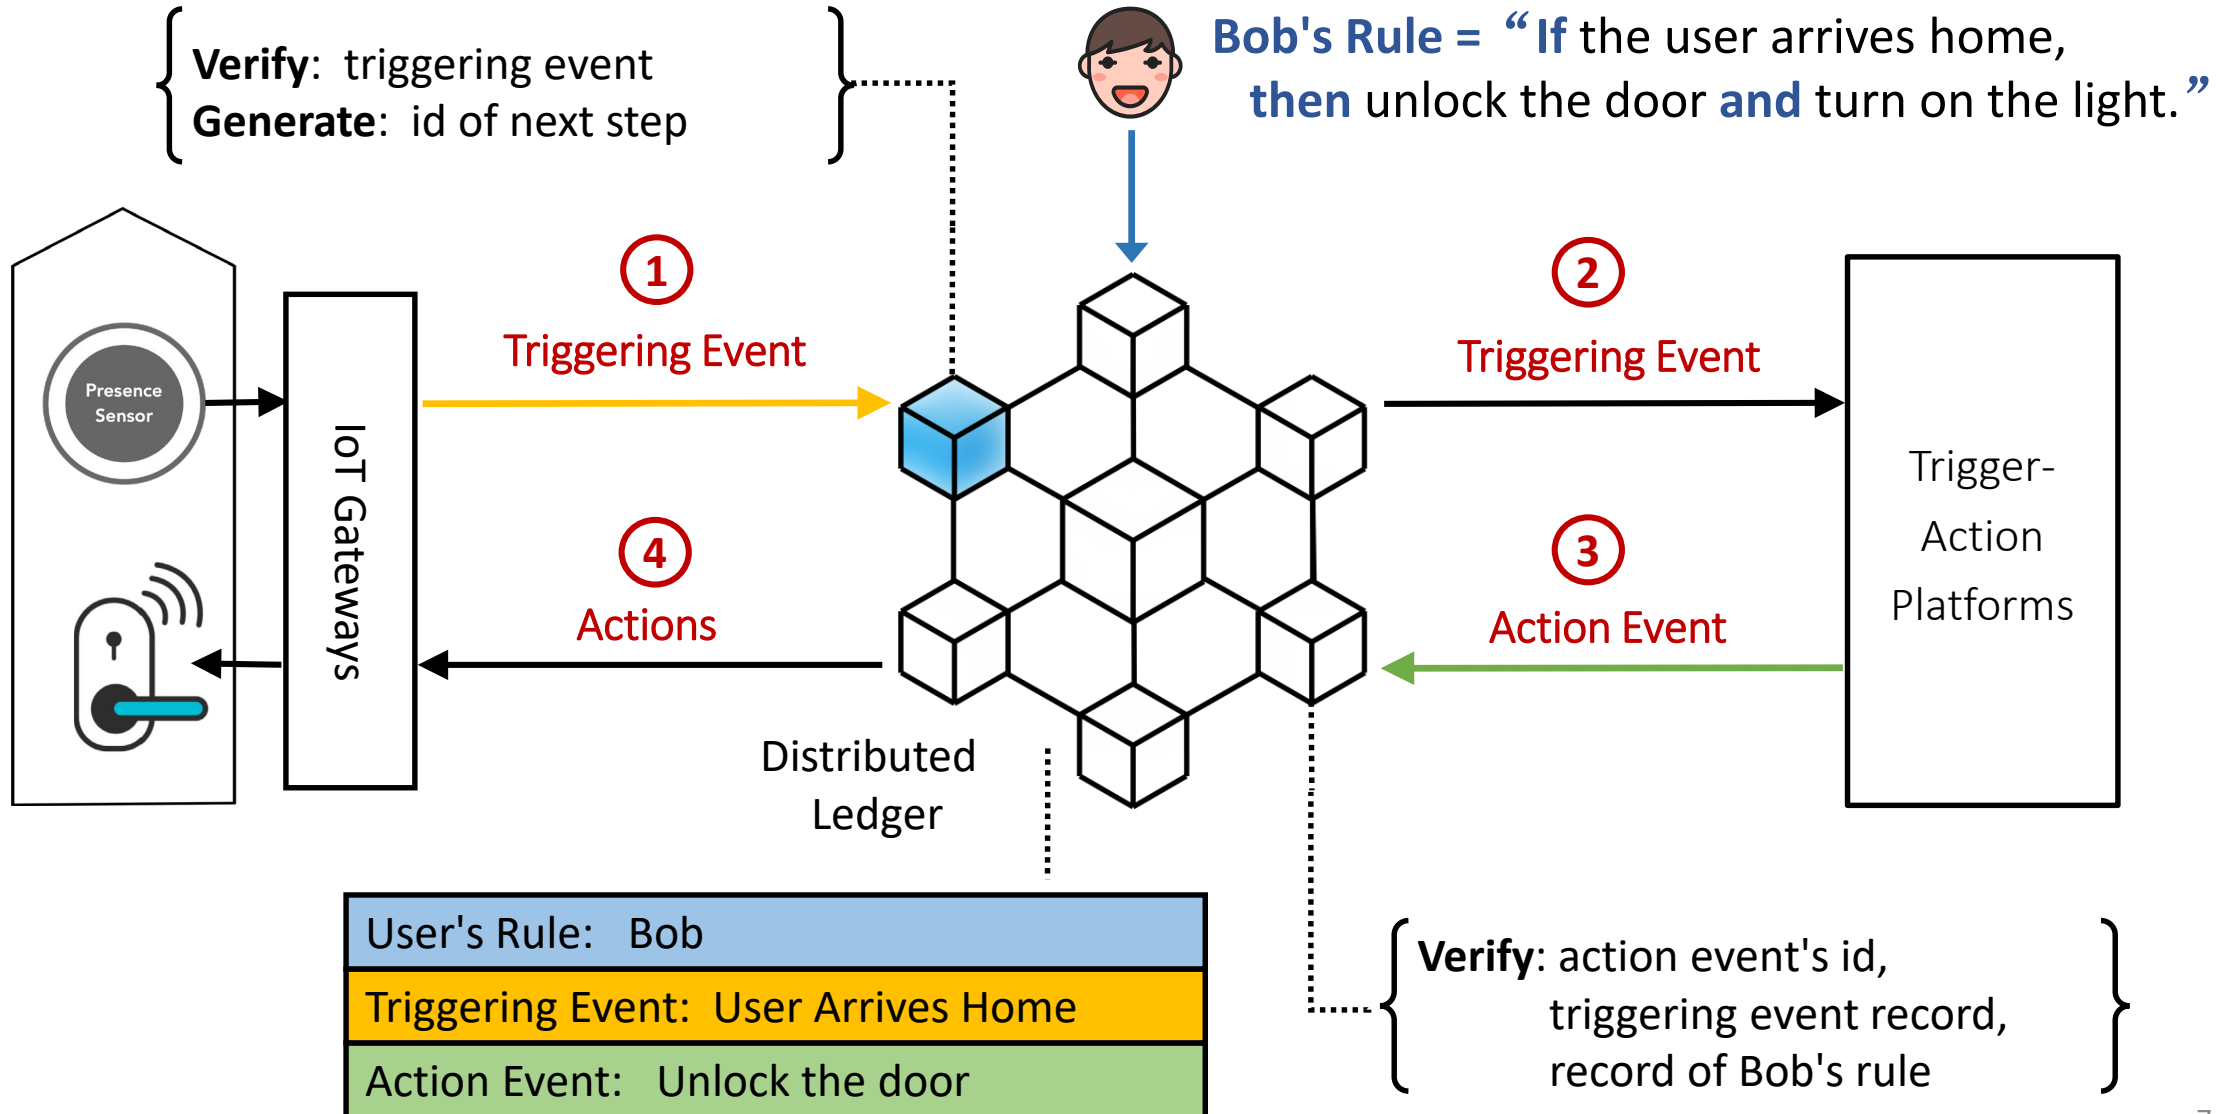 Verify: triggering event
Generate: id of next step
Bob's Rule = “If the user arrives home,
then unlock the door and turn on the light.”
1
Triggering Event
2
Triggering Event
Presence
Sensor
IoT Gateways
Trigger-
Action
Platforms
4
Actions
3
Action Event
Distributed
Ledger
User's Rule: Bob
Triggering Event: User Arrives Home
Action Event: Unlock the door
Verify: action event's id,
triggering event record,
record of Bob's rule